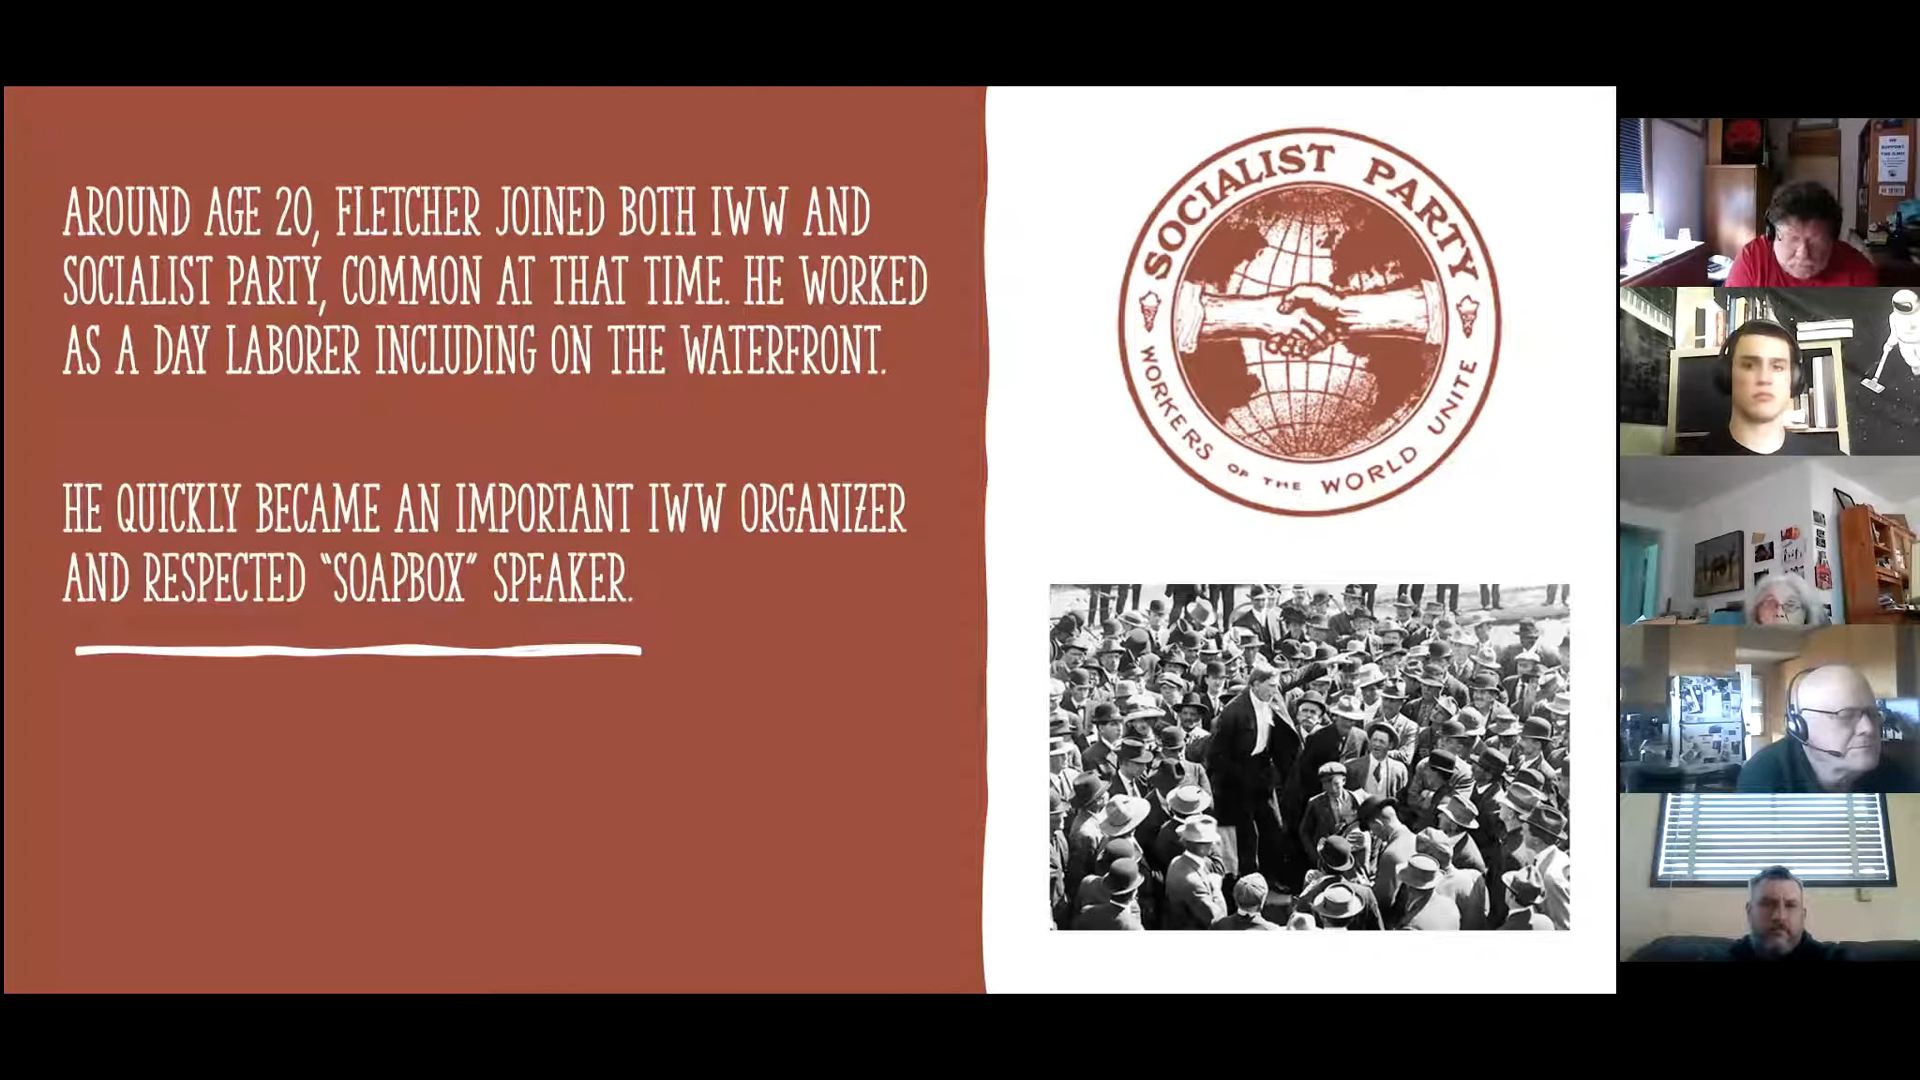 AROUND AGE 20, FLETCHER JOINED BOTH IWW AND
SOCIALIST PARTY, COMMON AT THAT TIME. HE WORKED
AS A DAY LABORER INCLUDING ON THE WATERFRONT.
HE QUICKLY BECAME AN IMPORTANT IWW ORGANIZER
AND RESPECTED “SOAPBOX” SPEAKER.
SOCIALIST PARTY
WORKERS OF THE WORLD UNITE